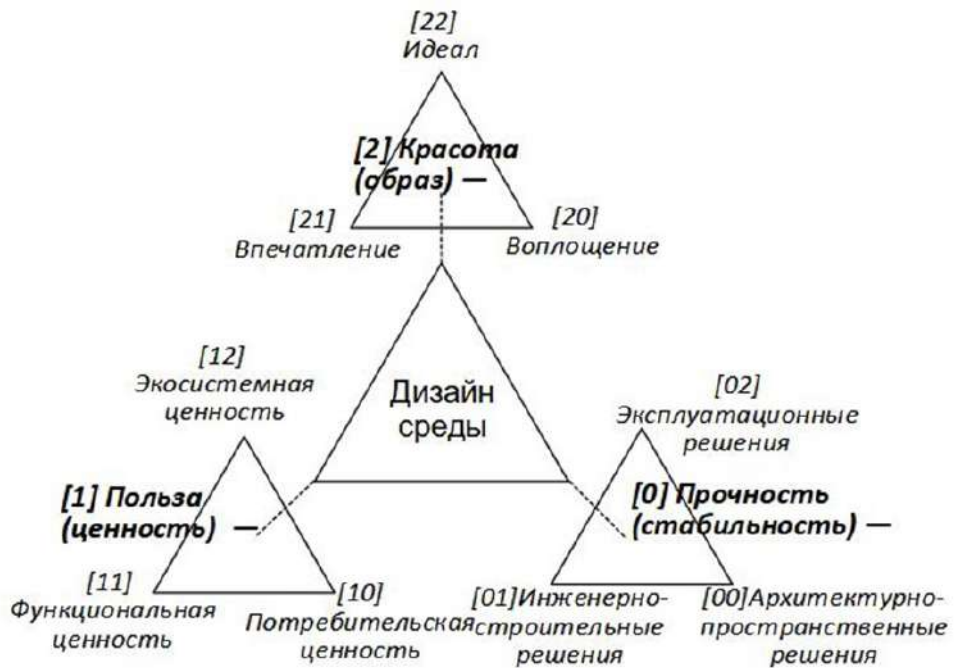 [22]
Идеал
[2] Красота
(образ) —
[21]
Впечатление
[20]
Воплощение
[12]
Экосистемная
ценность
Дизайн
среды
[02]
Эксплуатационные
решения
[1] Польза
(ценность) —
[0] Прочность
(стабильность) —
[11]
Функциональная
ценность
[10]
Потребительская
ценность
[01]Инженерно-
строительные
решения
[00]Архитектурно-
пространственные
решения